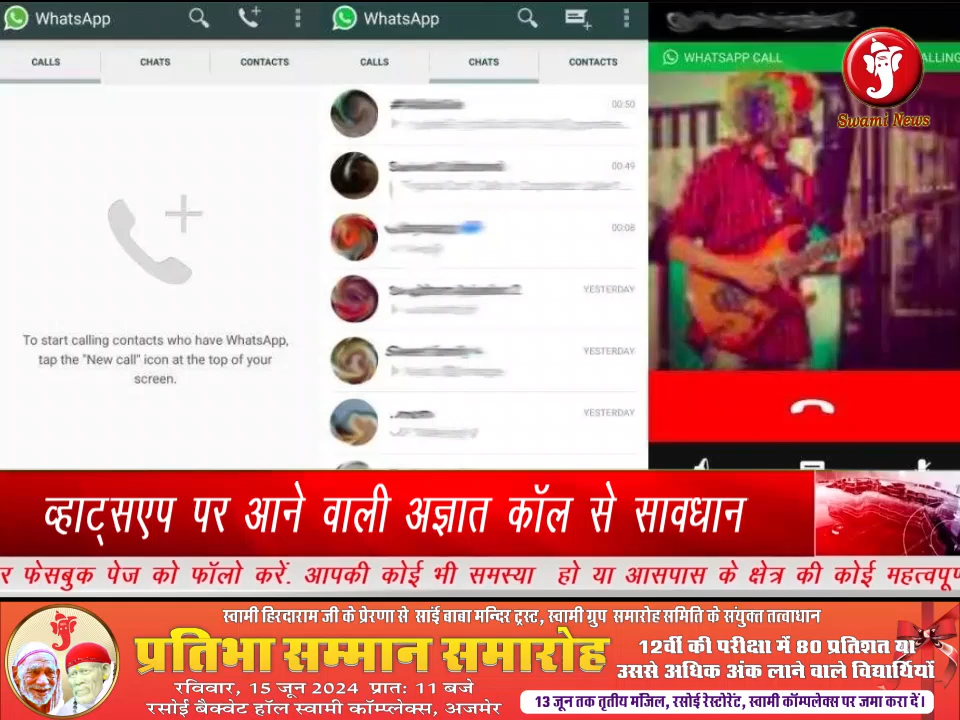 WhatsApp
CALLS CHATS CONTACTS
To start calling contacts who have WhatsApp,
tap the "New call" icon at the top of your
screen.
WhatsApp
CALLS CHATS CONTACTS
00:50
00:49
00:08
YESTERDAY
YESTERDAY
YESTERDAY
WHATSAPP CALL
ALLING
Swami News
व्हाट्सएप पर आने वाली अज्ञात कॉल से सावधान
र फेसबुक पेज को फॉलो करें. आपकी कोई भी समस्या हो या आसपास के क्षेत्र की कोई महत्वपूण
स्वामी हिरदाराम जी के प्रेरणा से सांई बाबा मन्दिर ट्रस्ट, स्वामी ग्रुप समारोह समिति के संयुक्त तत्वाधान
प्रतिभा सम्मान समारोह
रविवार, 15 जून 2024 प्रातः 11 बजे
रसोई बैक्वेट हॉल स्वामी कॉम्प्लेक्स, अजमेर
12वीं की परीक्षा में 80 प्रतिशत या
उससे अधिक अंक लाने वाले विद्यार्थियों
13 जून तक तृतीय मंजिल, रसोई रेस्टोरेंट, स्वामी कॉम्पलेक्स पर जमा करा दें।